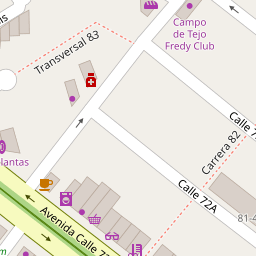 Campo
de Tejo
Fredy Club
Transversal 83
Calle 7
Carrera 82
lantas
Calle 72A
Avenida Calle 7
81-4